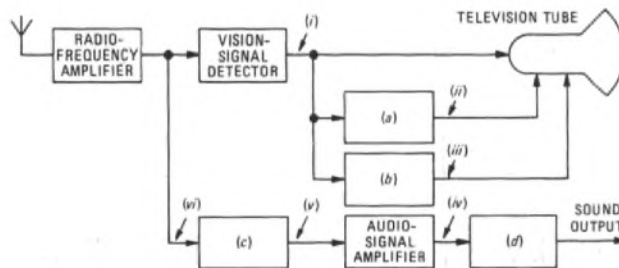 TELEVISION TUBE
RADIO-
FREQUENCY
AMPLIFIER
VISION-
SIGNAL
DETECTOR
(i)
(a)
(ii)
(b)
(iii)
(vi)
(c)
(v)
AUDIO-
SIGNAL
AMPLIFIER
(iv)
(d)
SOUND
OUTPUT